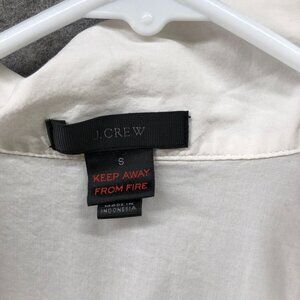 J.CREW
S
KEEP AWAY
FROM FIRE
MADE IN
INDONESIA